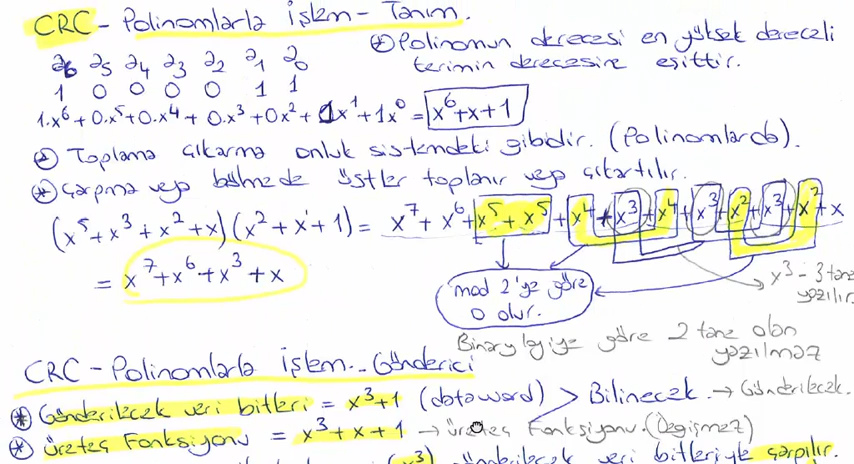 CRC - Polinomlarla İşlem - Tanım.
a6 a5 a4 a3 a2 a1 a0
1 0 0 0 0 1 1
* Polinomun derecesi en yüksek dereceli
terimin derecesine eşittir.
1.x⁶ + 0.x⁵ + 0.x⁴ + 0.x³ + 0x² + 1x¹ + 1x⁰ = x⁶+x+1
* Toplama çıkarma onluk sistemdeki gibidir. (Polinomlarda).
* Çarpma veya bölmede üstler toplanır veya çıkartılır.
(x⁵+x³+x²+x)(x²+x+1) = x⁷+x⁶+x⁵+x⁵+x⁴+x³+x⁴+x³+x²+x³+x²+x
= x⁷+x⁶+x³+x
mod 2'ye göre
0 olur.
x³ - 3 tane
yazılır.
Binary lojiğe göre 2 tane olan
yazılmaz
CRC - Polinomlarla İşlem - Gönderici
* Gönderilecek veri bitleri = x³+1 (dataword) > Bilinecek. → Gönderilecek.
* Üreteç Fonksiyonu = x³+x+1 → Üreteç Fonksiyonu. (Değişmez)
(x³) gönderilecek veri bitleriyle çarpılır.